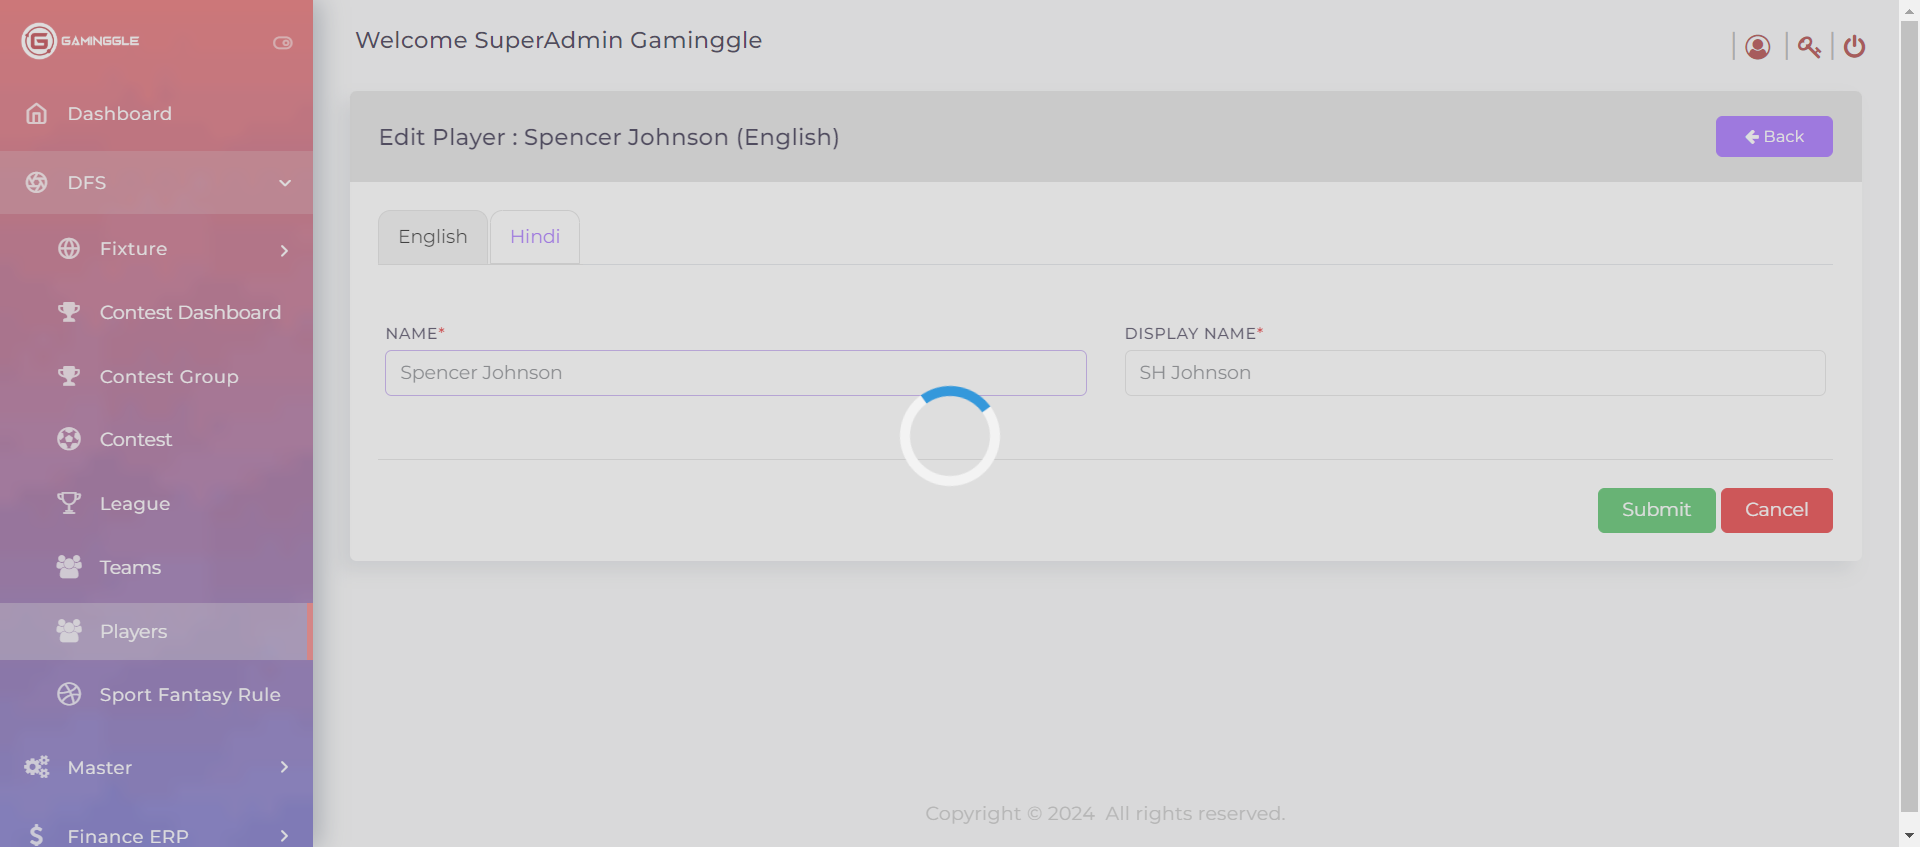 GAMINGGLE
Welcome SuperAdmin Gaminggle
Dashboard
DFS
Fixture
Contest Dashboard
Contest Group
Contest
League
Teams
Players
Sport Fantasy Rule
Master
Finance ERP
Edit Player : Spencer Johnson (English)
Back
English
Hindi
NAME*
DISPLAY NAME*
Spencer Johnson
SH Johnson
Submit
Cancel
Copyright © 2024 All rights reserved.